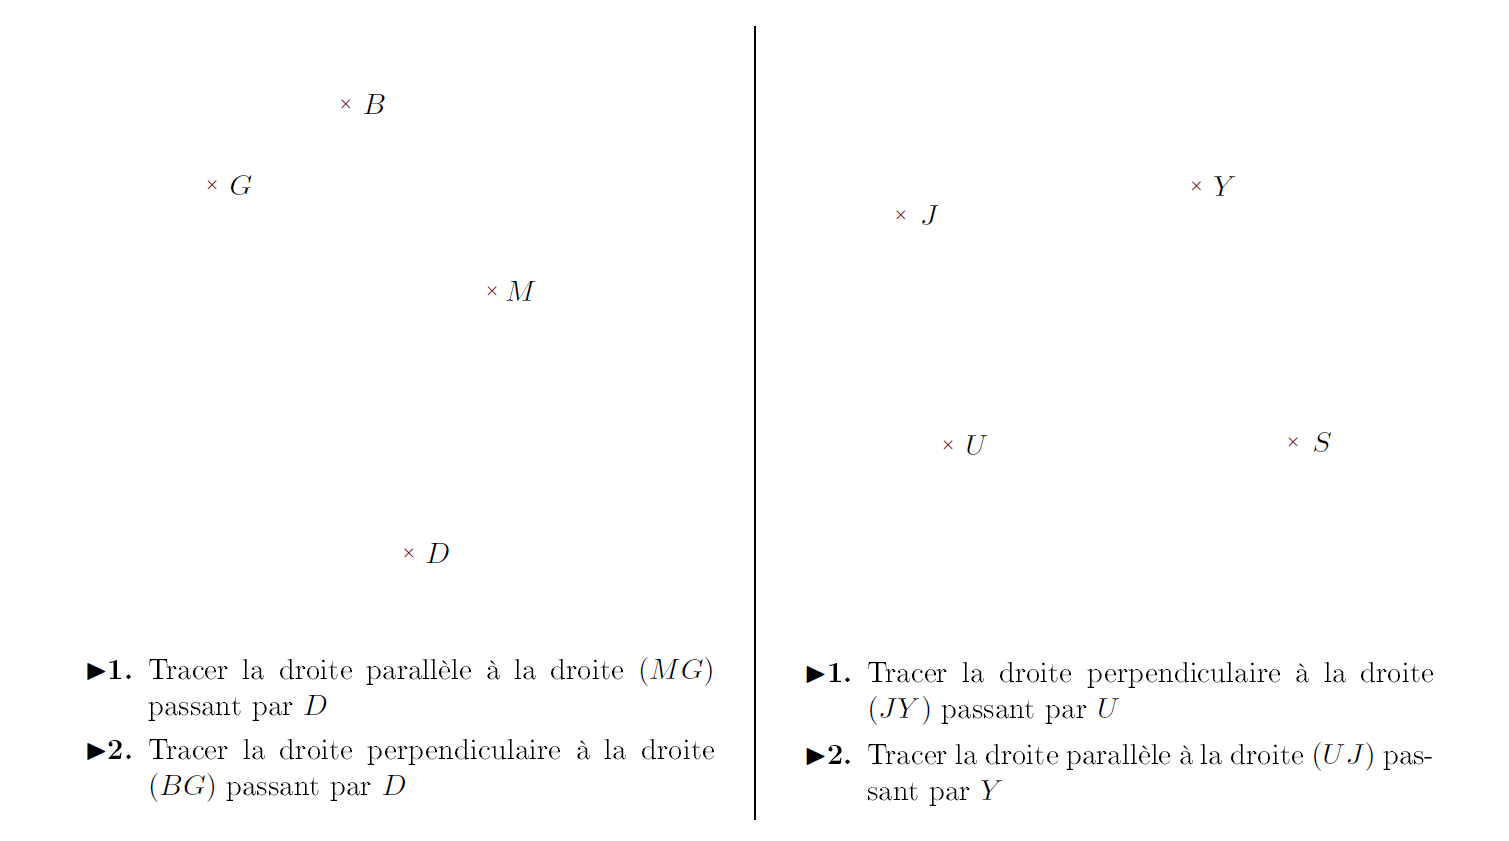 × B
× G
× M
× D
▶1. Tracer la droite parallèle à la droite (MG)
passant par D
▶2. Tracer la droite perpendiculaire à la droite
(BG) passant par D
× Y
× J
× U
× S
▶1. Tracer la droite perpendiculaire à la droite
(JY) passant par U
▶2. Tracer la droite parallèle à la droite (UJ) pas-
sant par Y